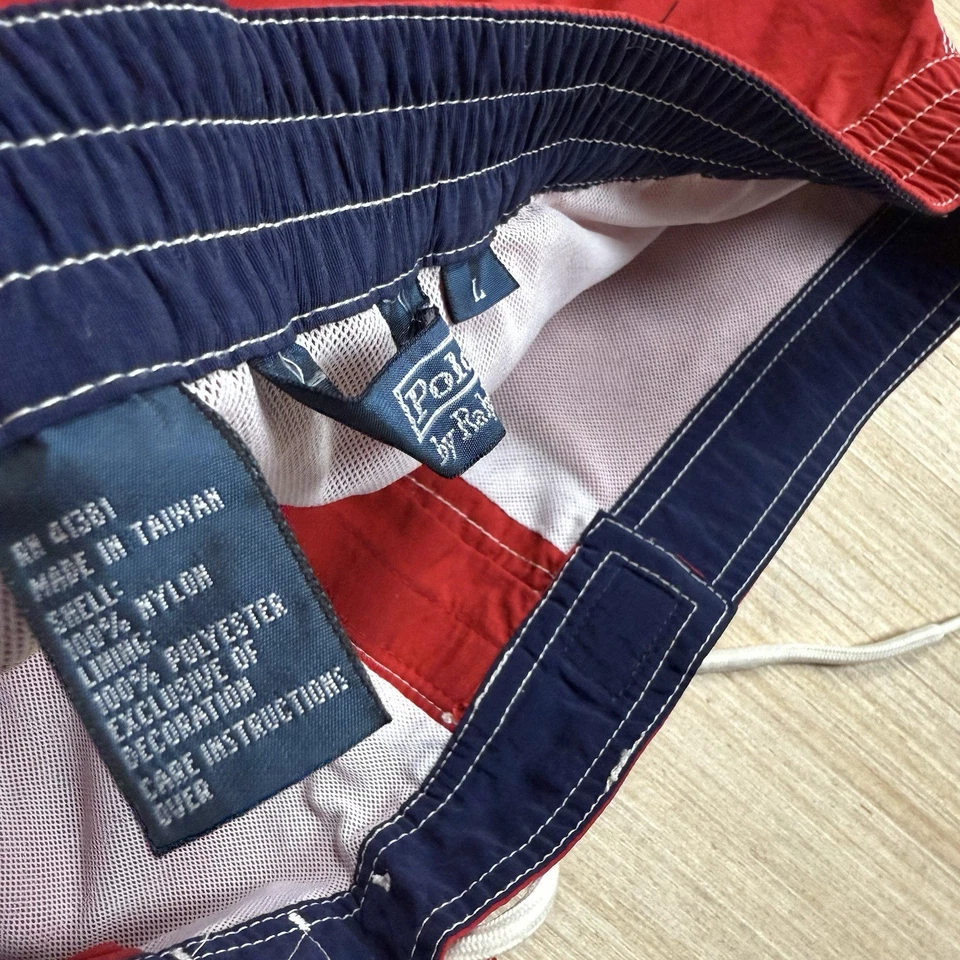 L
Polo
by Ral
RN 41381
MADE IN TAIWAN
SHELL:
100% NYLON
LINING:
100% POLYESTER
EXCLUSIVE OF
DECORATION
CARE INSTRUCTIONS
OVER